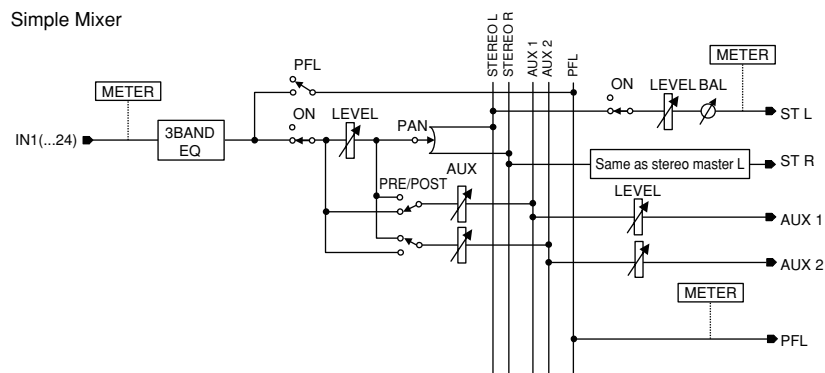 Simple Mixer
STEREO L
STEREO R
AUX 1
AUX 2
PFL
METER
PFL
ON
LEVEL
PAN
IN1(...24)
3BAND
EQ
PRE/POST
AUX
ON
LEVEL
BAL
METER
ST L
Same as stereo master L
ST R
LEVEL
AUX 1
AUX 2
METER
PFL